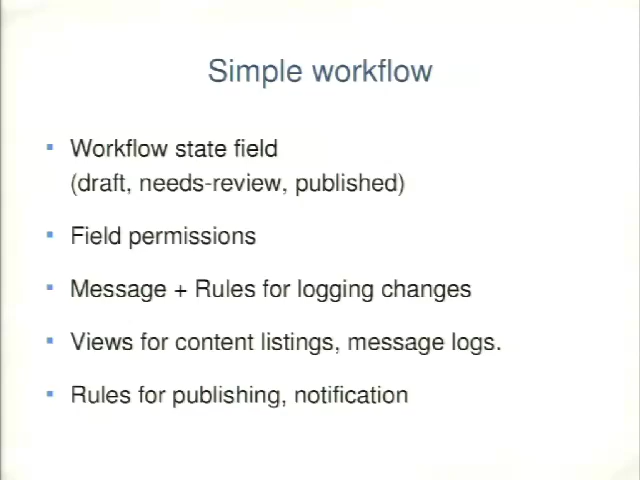 Simple workflow
Workflow state field
(draft, needs-review, published)
Field permissions
Message + Rules for logging changes
Views for content listings, message logs.
Rules for publishing, notification